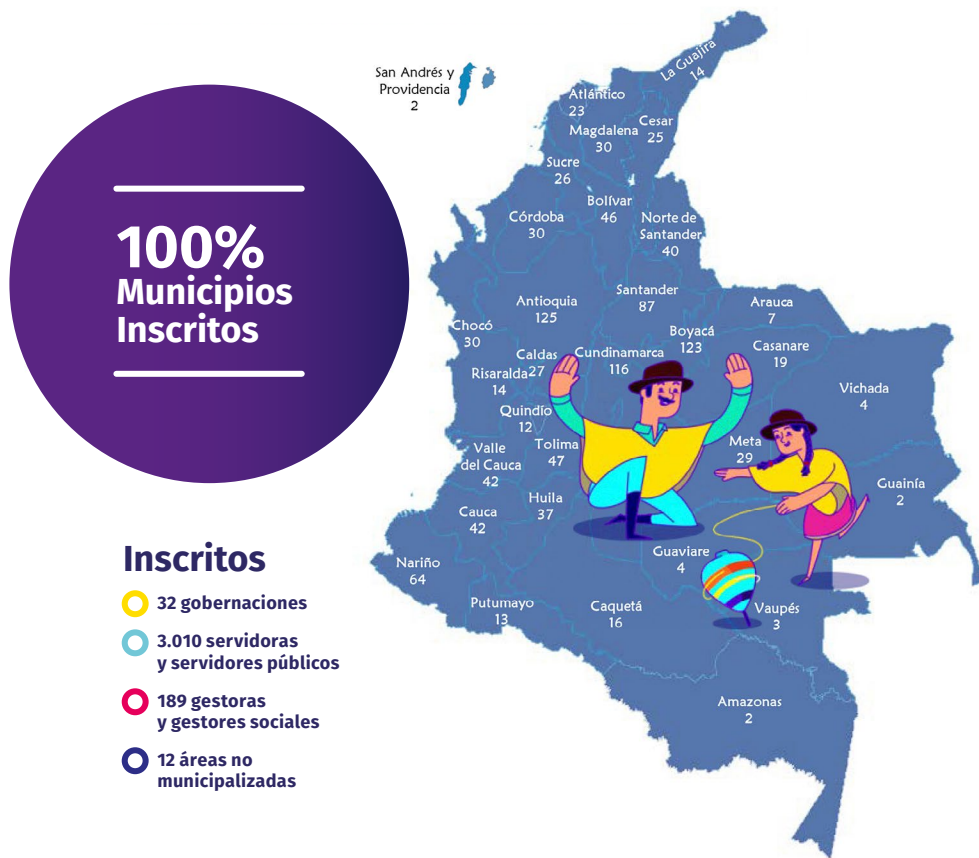 San Andrés y
Providencia
2
La Guajira
14
Atlántico
23
Magdalena
30
Cesar
25
Sucre
26
Bolívar
46
Córdoba
30
Norte de
Santander
40
100%
Municipios
Inscritos
Antioquia
125
Santander
87
Arauca
7
Chocó
30
Boyacá
123
Casanare
19
Caldas
27
Cundinamarca
116
Risaralda
14
Vichada
4
Quindío
12
Tolima
47
Meta
29
Valle
del Cauca
42
Guainía
2
Huila
37
Cauca
42
Nariño
64
Guaviare
4
Putumayo
13
Caquetá
16
Vaupés
3
Amazonas
2
Inscritos
32 gobernaciones
3.010 servidoras
y servidores públicos
189 gestoras
y gestores sociales
12 áreas no
municipalizadas